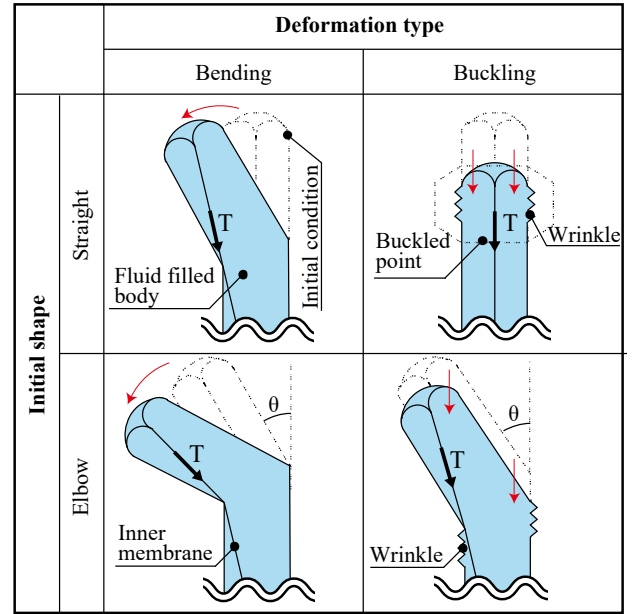 Deformation type
Bending
Buckling
Initial shape
Straight
T
Fluid filled
body
Initial condition
T
Buckled
point
Wrinkle
Elbow
θ
T
Inner
membrane
θ
T
Wrinkle